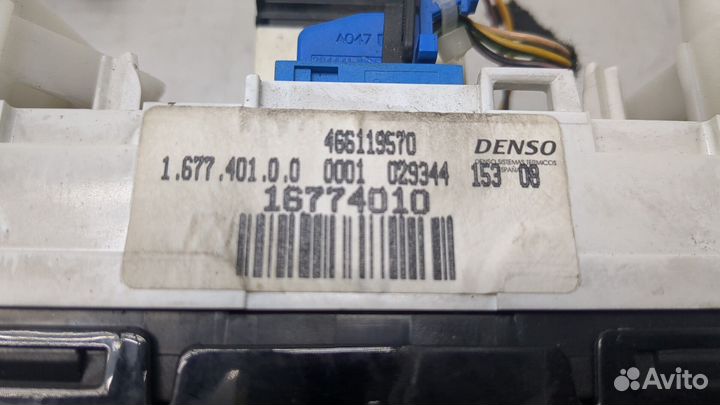 A047
466119570
DENSO
DENSO SISTEMAS TERMICOS
ESPAÑA
1.677.401.0.0 0001 029344 153 08
16774010
Avito